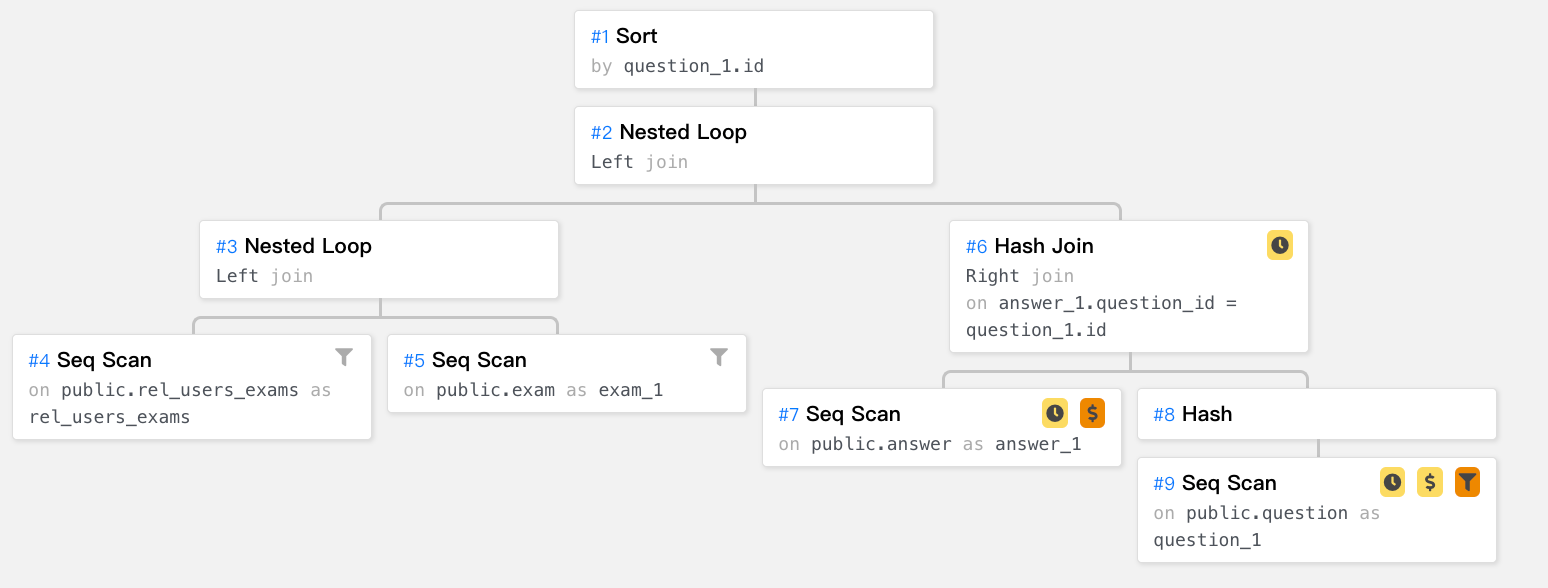 #1 Sort
by question_1.id
#2 Nested Loop
Left join
#3 Nested Loop
Left join
#4 Seq Scan
on public.rel_users_exams as
rel_users_exams
#5 Seq Scan
on public.exam as exam_1
#6 Hash Join
Right join
on answer_1.question_id =
question_1.id
#7 Seq Scan
$
on public.answer as answer_1
#8 Hash
#9 Seq Scan
$
on public.question as
question_1